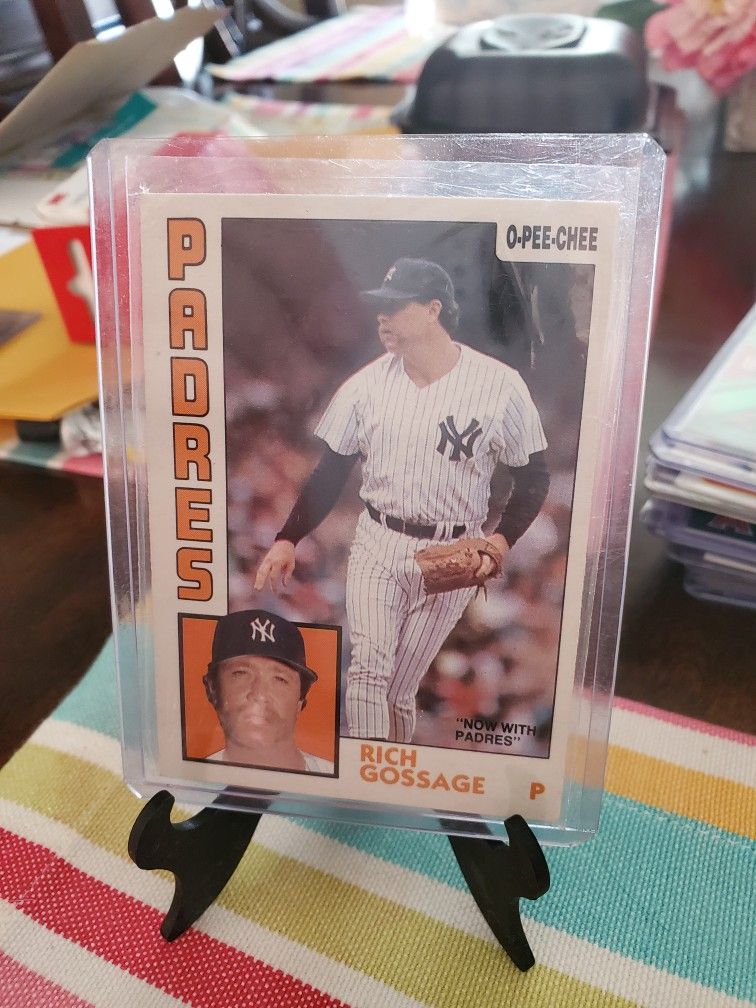 PADRES
O-PEE-CHEE
NY
NY
"NOW WITH
PADRES"
RICH
GOSSAGE
P